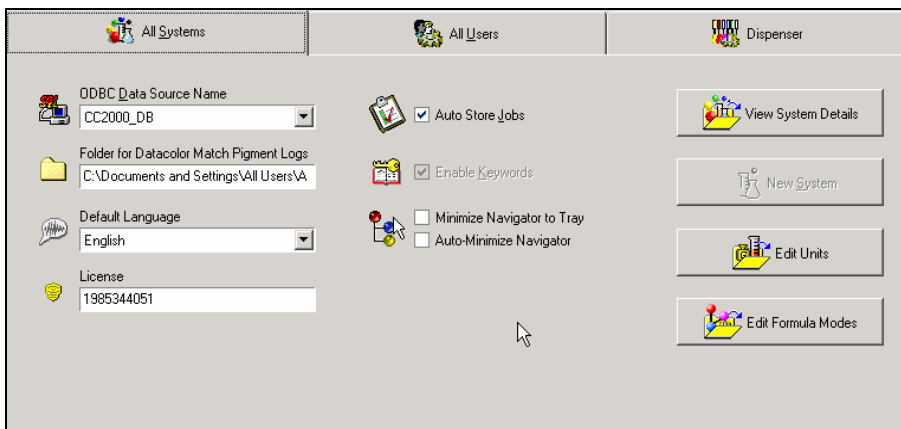 All Systems
All Users
Dispenser
ODBC Data Source Name
CC2000_DB
Folder for Datacolor Match Pigment Logs
C:\Documents and Settings\All Users\A
Default Language
English
License
1985344051
Auto Store Jobs
Enable Keywords
Minimize Navigator to Tray
Auto-Minimize Navigator
View System Details
New System
Edit Units
Edit Formula Modes